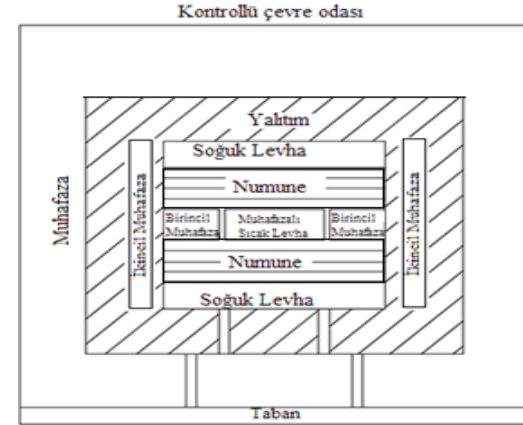 Kontrollü çevre odası
Yalıtım
Soğuk Levha
Numune
Muhafaza
İkincil Muhafaza
Birincil
Muhafaza
Muhafazalı
Sıcak Levha
Birincil
Muhafaza
İkincil Muhafaza
Numune
Soğuk Levha
Taban